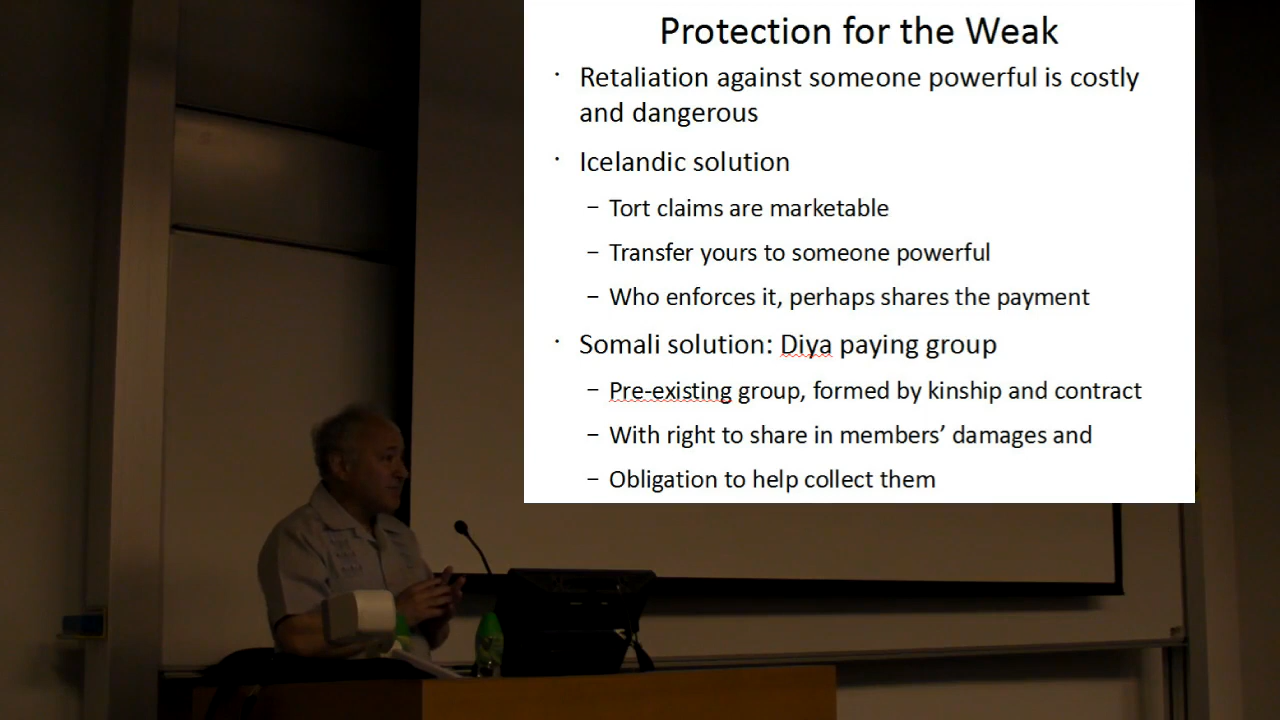 Protection for the Weak
· Retaliation against someone powerful is costly
and dangerous
· Icelandic solution
– Tort claims are marketable
– Transfer yours to someone powerful
– Who enforces it, perhaps shares the payment
· Somali solution: Diya paying group
– Pre-existing group, formed by kinship and contract
– With right to share in members’ damages and
– Obligation to help collect them